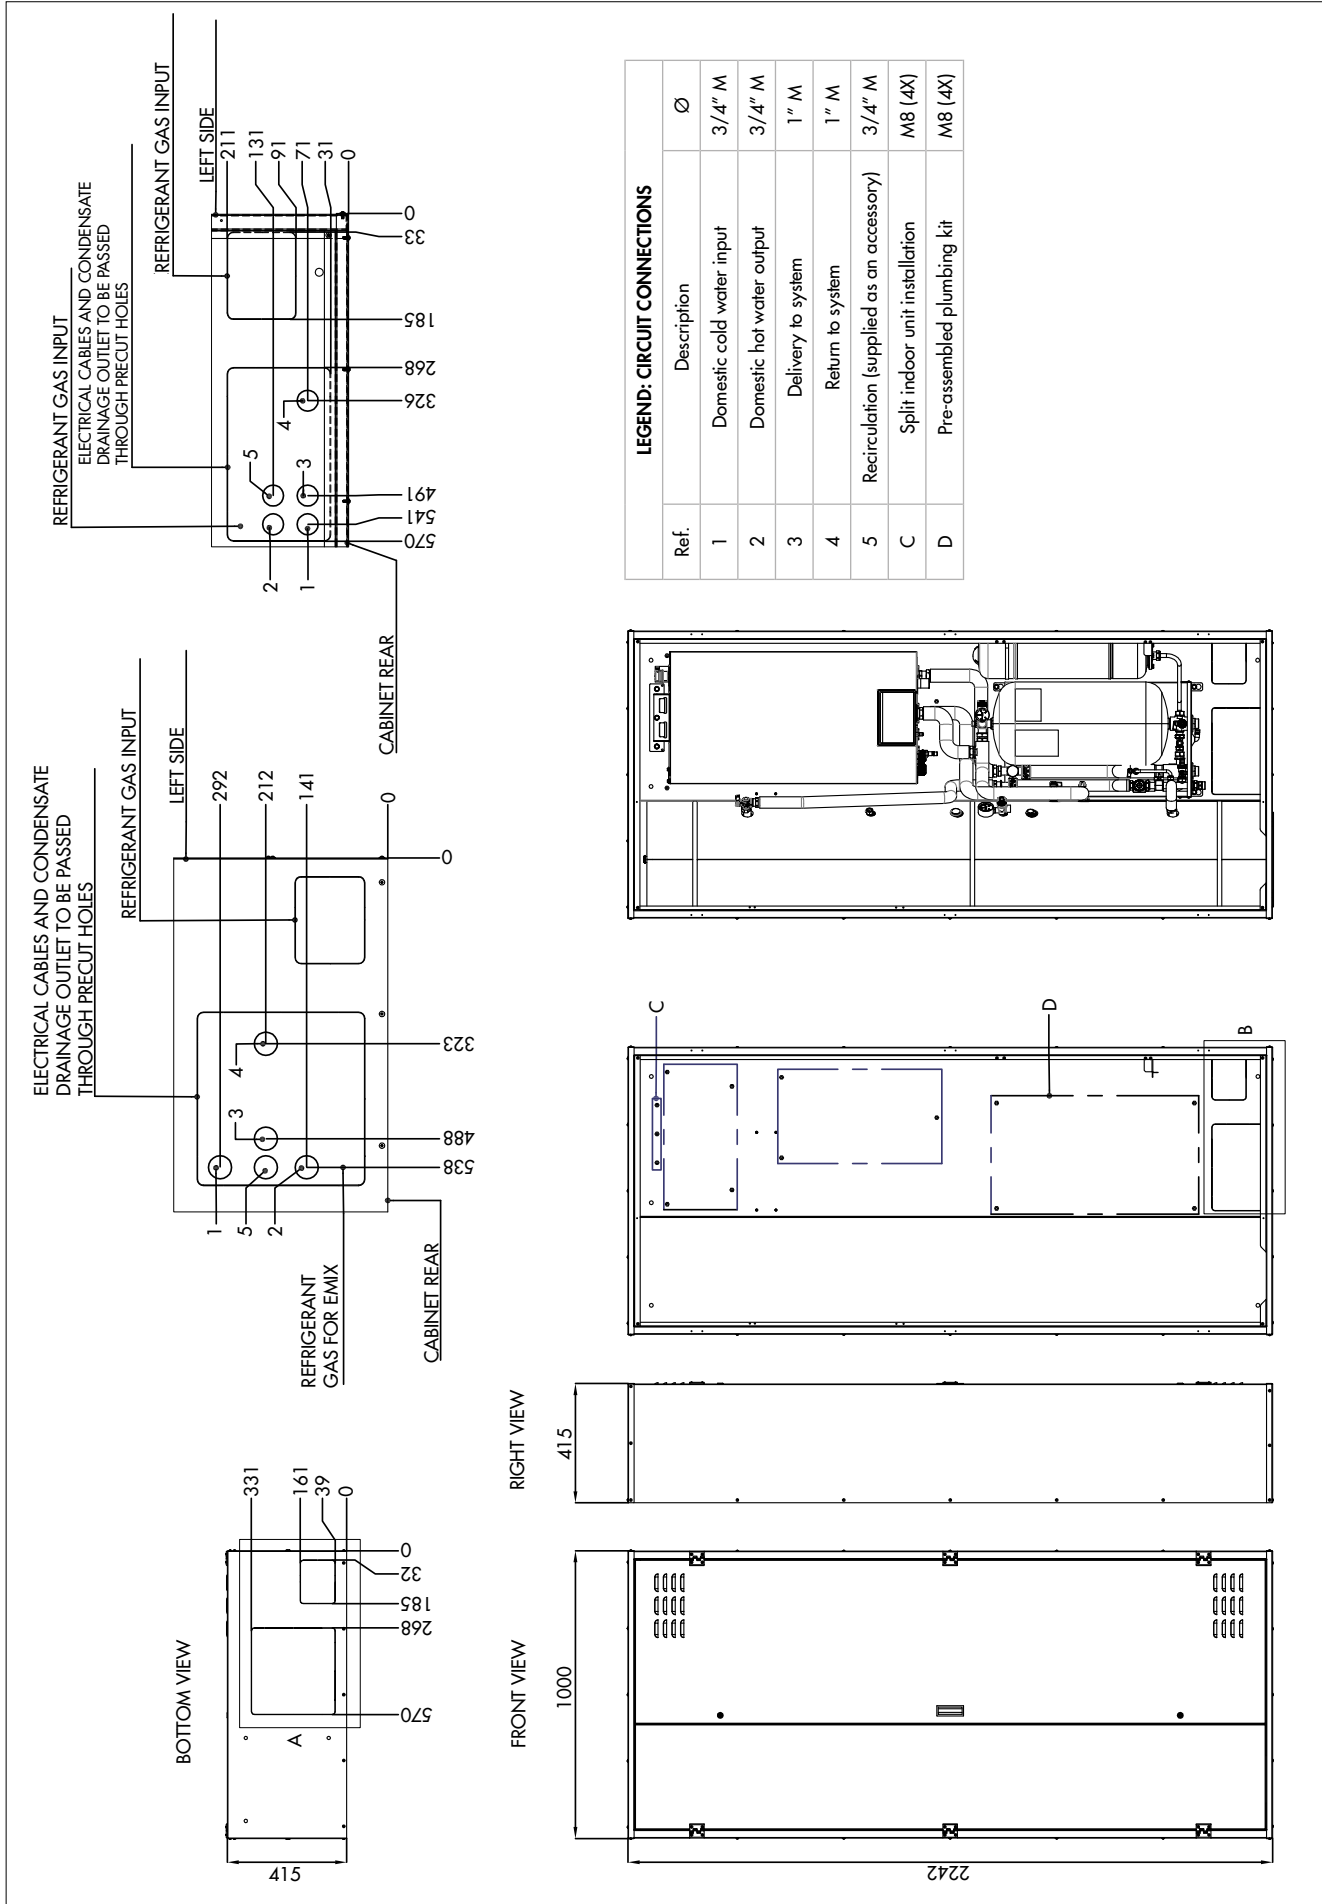 BOTTOM VIEW
415
A
331
161
39
0
0
32
185
268
570
ELECTRICAL CABLES AND CONDENSATE
DRAINAGE OUTLET TO BE PASSED
THROUGH PRECUT HOLES
REFRIGERANT GAS INPUT
LEFT SIDE
1
5
2
3
4
292
212
141
0
0
323
488
538
REFRIGERANT
GAS FOR EMIX
CABINET REAR
REFRIGERANT GAS INPUT
ELECTRICAL CABLES AND CONDENSATE
DRAINAGE OUTLET TO BE PASSED
THROUGH PRECUT HOLES
REFRIGERANT GAS INPUT
LEFT SIDE
2
1
5
3
4
211
131
91
71
31
0
0
33
185
268
326
491
541
570
CABINET REAR
FRONT VIEW
1000
2242
RIGHT VIEW
415
C
D
B
LEGEND: CIRCUIT CONNECTIONS
Ref. Description Ø
1 Domestic cold water input 3/4" M
2 Domestic hot water output 3/4" M
3 Delivery to system 1" M
4 Return to system 1" M
5 Recirculation (supplied as an accessory) 3/4" M
C Split indoor unit installation M8 (4X)
D Pre-assembled plumbing kit M8 (4X)